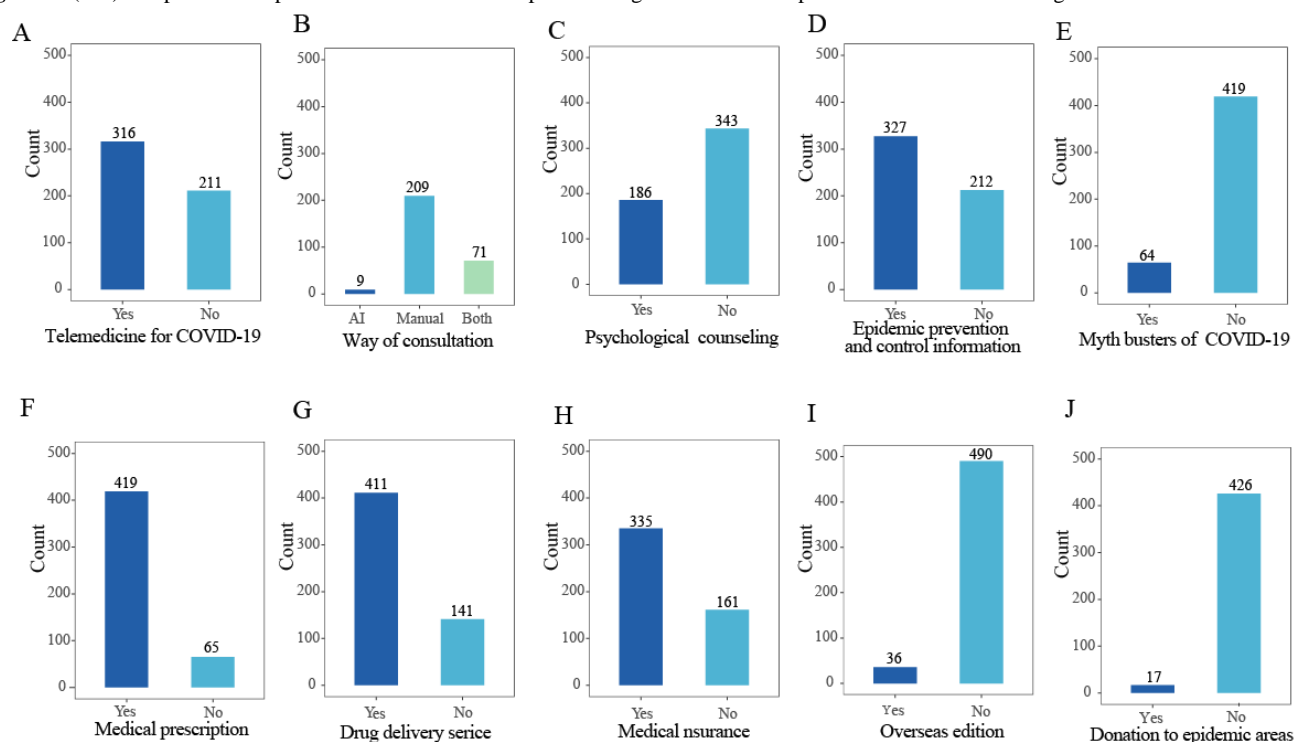 A
500
400
300
200
100
0
Count
316
211
Yes No
Telemedicine for COVID-19
B
500
400
300
200
100
0
Count
9
209
71
AI Manual Both
Way of consultation
C
500
400
300
200
100
0
Count
186
343
Yes No
Psychological counseling
D
500
400
300
200
100
0
Count
327
212
Yes No
Epidemic prevention
and control information
E
500
400
300
200
100
0
Count
64
419
Yes No
Myth busters of COVID-19
F
500
400
300
200
100
0
Count
419
65
Yes No
Medical prescription
G
500
400
300
200
100
0
Count
411
141
Yes No
Drug delivery serice
H
500
400
300
200
100
0
Count
335
161
Yes No
Medical nsurance
I
500
400
300
200
100
0
Count
36
490
Yes No
Overseas edition
J
500
400
300
200
100
0
Count
17
426
Yes No
Donation to epidemic areas